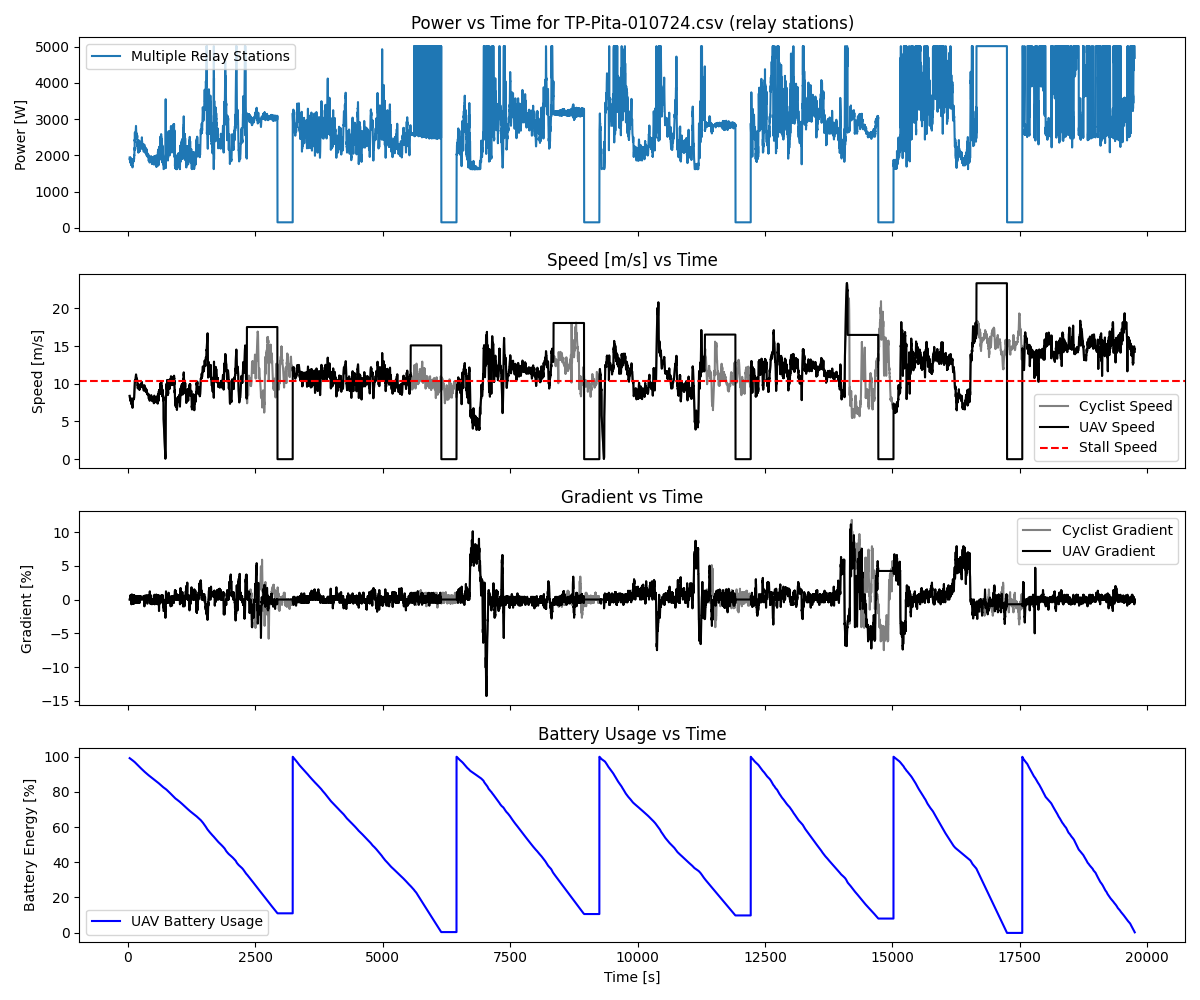 Power vs Time for TP-Pita-010724.csv (relay stations)
Power [W]
5000
4000
3000
2000
1000
0
Multiple Relay Stations
Speed [m/s] vs Time
Speed [m/s]
20
15
10
5
0
Cyclist Speed
UAV Speed
Stall Speed
Gradient vs Time
Gradient [%]
10
5
0
−5
−10
−15
Cyclist Gradient
UAV Gradient
Battery Usage vs Time
Battery Energy [%]
100
80
60
40
20
0
UAV Battery Usage
0 2500 5000 7500 10000 12500 15000 17500 20000
Time [s]